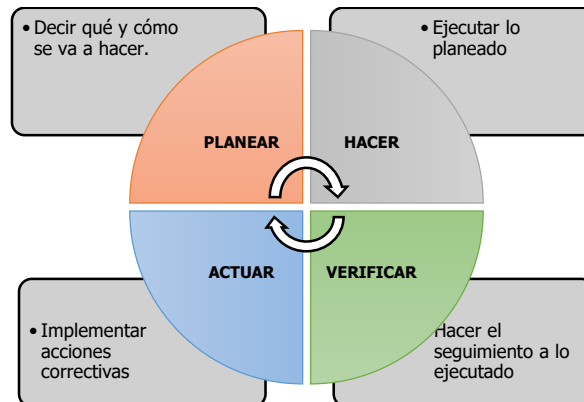 • Decir qué y cómo
se va a hacer.
• Ejecutar lo
planeado
PLANEAR
HACER
ACTUAR
VERIFICAR
• Implementar
acciones
correctivas
Hacer el
seguimiento a lo
ejecutado